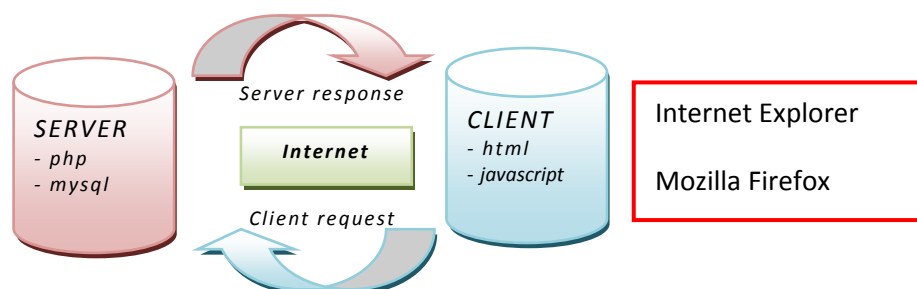 Server response
SERVER
- php
- mysql
Internet
CLIENT
- html
- javascript
Client request
Internet Explorer
Mozilla Firefox